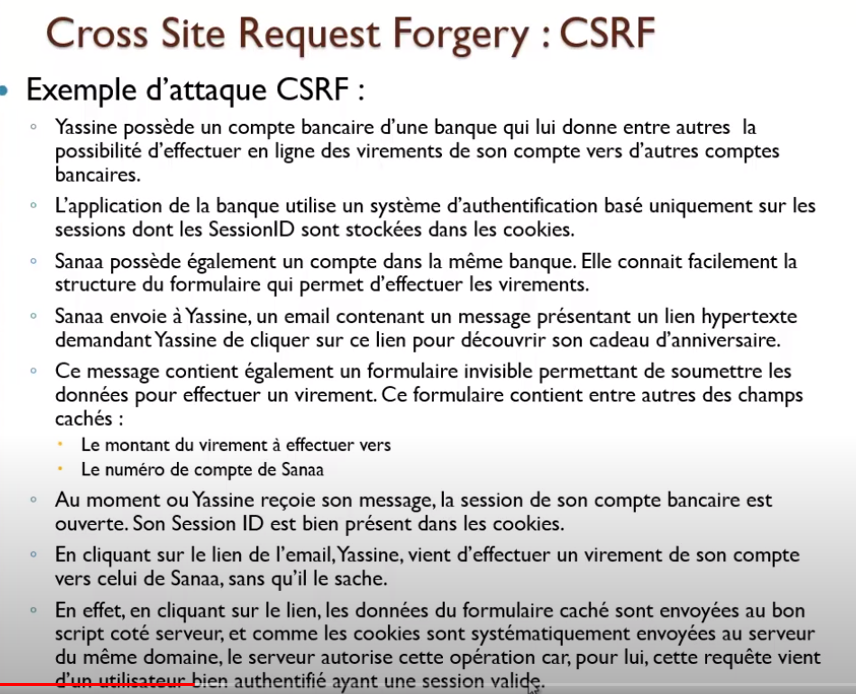 Cross Site Request Forgery : CSRF
Exemple d'attaque CSRF :
Yassine possède un compte bancaire d'une banque qui lui donne entre autres la
possibilité d'effectuer en ligne des virements de son compte vers d'autres comptes
bancaires.
L'application de la banque utilise un système d'authentification basé uniquement sur les
sessions dont les SessionID sont stockées dans les cookies.
Sanaa possède également un compte dans la même banque. Elle connait facilement la
structure du formulaire qui permet d'effectuer les virements.
Sanaa envoie à Yassine, un email contenant un message présentant un lien hypertexte
demandant Yassine de cliquer sur ce lien pour découvrir son cadeau d'anniversaire.
Ce message contient également un formulaire invisible permettant de soumettre les
données pour effectuer un virement. Ce formulaire contient entre autres des champs
cachés :
Le montant du virement à effectuer vers
Le numéro de compte de Sanaa
Au moment ou Yassine reçoie son message, la session de son compte bancaire est
ouverte. Son Session ID est bien présent dans les cookies.
En cliquant sur le lien de l'email, Yassine, vient d'effectuer un virement de son compte
vers celui de Sanaa, sans qu'il le sache.
En effet, en cliquant sur le lien, les données du formulaire caché sont envoyées au bon
script coté serveur, et comme les cookies sont systématiquement envoyées au serveur
du même domaine, le serveur autorise cette opération car, pour lui, cette requête vient
d'un utilisateur bien authentifié ayant une session valide.